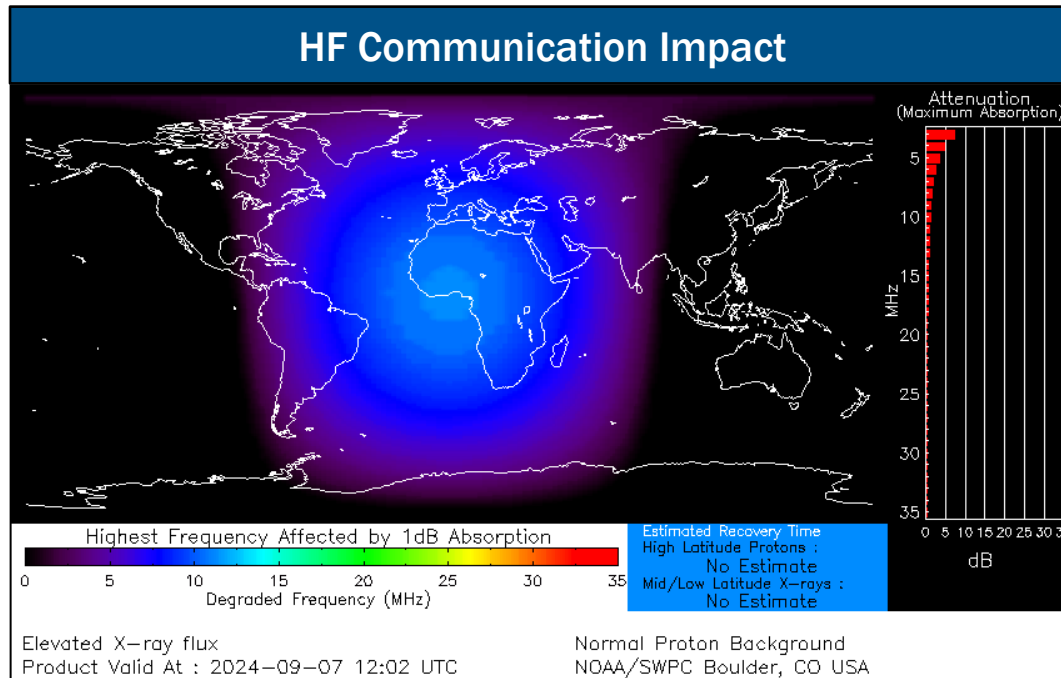 HF Communication Impact
Attenuation
(Maximum Absorption)
5
10
15
20
25
30
35
MHz
0 5 10 15 20 25 30
dB
Highest Frequency Affected by 1dB Absorption
0 5 10 15 20 25 30 35
Degraded Frequency (MHz)
Estimated Recovery Time
High Latitude Protons :
No Estimate
Mid/Low Latitude X-rays :
No Estimate
Elevated X-ray flux
Normal Proton Background
Product Valid At : 2024-09-07 12:02 UTC
NOAA/SWPC Boulder, CO USA